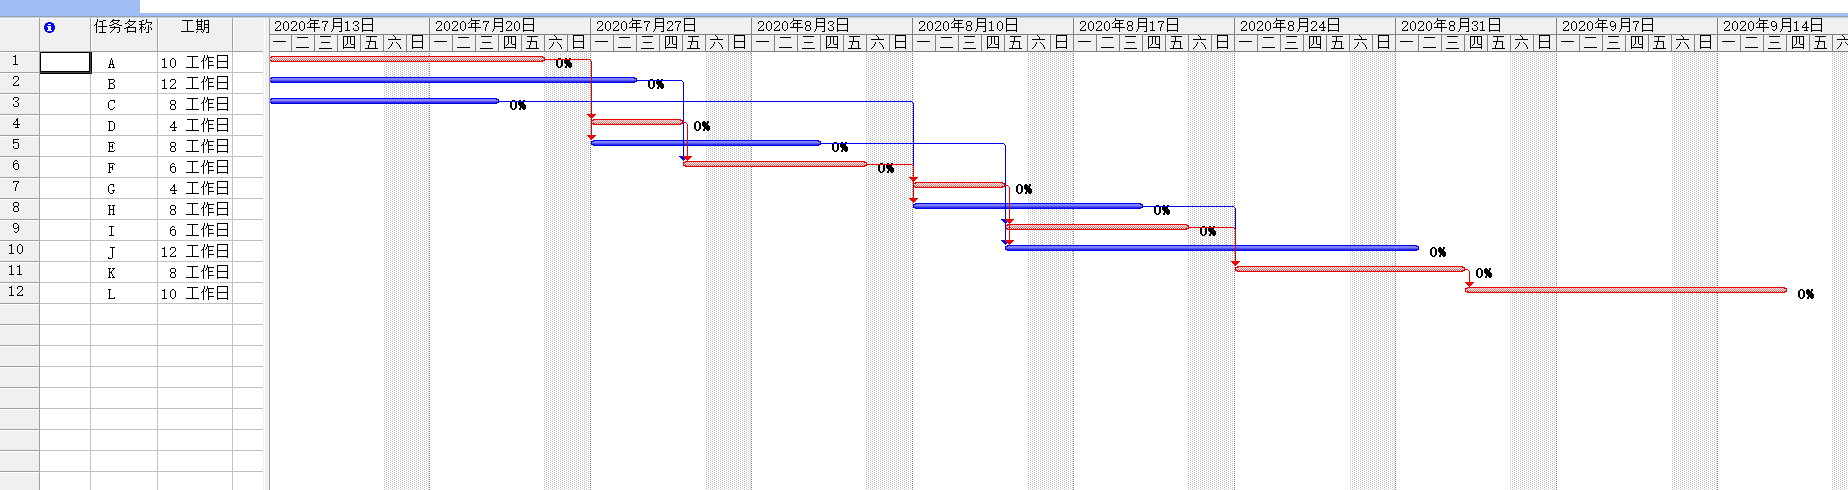 任务名称 工期 2020年7月13日 2020年7月20日 2020年7月27日 2020年8月3日 2020年8月10日 2020年8月17日 2020年8月24日 2020年8月31日 2020年9月7日 2020年9月14日
一 二 三 四 五 六 日 一 二 三 四 五 六 日 一 二 三 四 五 六 日 一 二 三 四 五 六 日 一 二 三 四 五 六 日 一 二 三 四 五 六 日 一 二 三 四 五 六 日 一 二 三 四 五 六 日 一 二 三 四 五 六 日 一 二 三 四 五 六
1 A 10 工作日 0%
2 B 12 工作日 0%
3 C 8 工作日 0%
4 D 4 工作日 0%
5 E 8 工作日 0%
6 F 6 工作日 0%
7 G 4 工作日 0%
8 H 8 工作日 0%
9 I 6 工作日 0%
10 J 12 工作日 0%
11 K 8 工作日 0%
12 L 10 工作日 0%